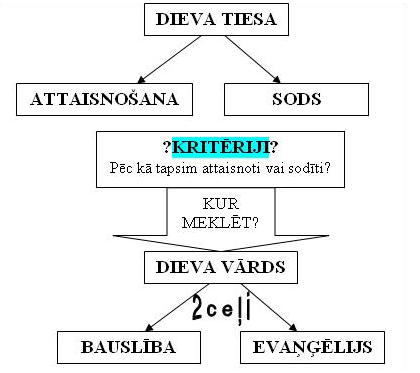 DIEVA TIESA
ATTAISNOŠANA
SODS
?KRITĒRIJI?
Pēc kā tapsim attaisnoti vai sodīti?
KUR
MEKLĒT?
DIEVA VĀRDS
2ceļi
BAUSLĪBA
EVAŅĢĒLIJS